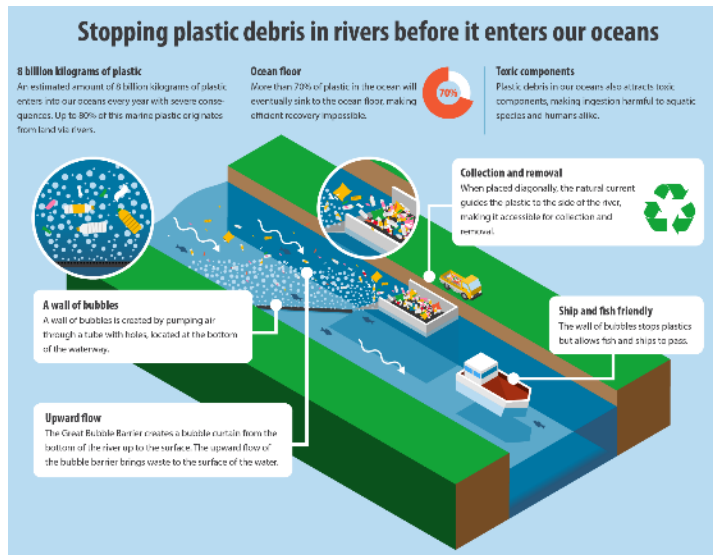 Stopping plastic debris in rivers before it enters our oceans
8 billion kilograms of plastic
An estimated amount of 8 billion kilograms of plastic
enters into our oceans every year with severe conse-
quences. Up to 80% of this marine plastic originates
from land via rivers.
Ocean floor
More than 70% of plastic in the ocean will
eventually sink to the ocean floor, making
efficient recovery impossible.
70%
Toxic components
Plastic debris in our oceans also attracts toxic
components, making ingestion harmful to aquatic
species and humans alike.
Collection and removal
When placed diagonally, the natural current
guides the plastic to the side of the river,
making it accessible for collection and
removal.
A wall of bubbles
A wall of bubbles is created by pumping air
through a tube with holes, located at the bottom
of the waterway.
Ship and fish friendly
The wall of bubbles stops plastics
but allows fish and ships to pass.
Upward flow
The Great Bubble Barrier creates a bubble curtain from the
bottom of the river up to the surface. The upward flow of
the bubble barrier brings waste to the surface of the water.